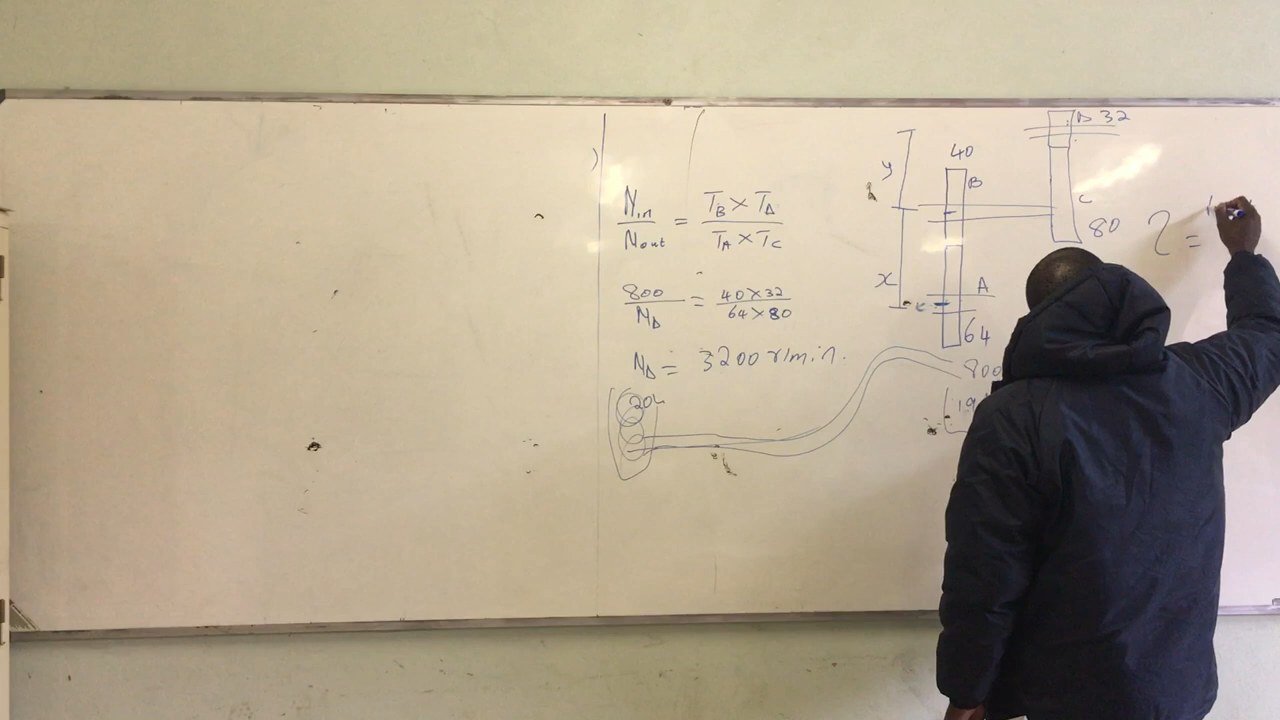 )
N_in / N_out = T_B × T_D / T_A × T_C
800 / N_D = 40×32 / 64×80
N_D = 3200 r/min.
y
40
B
D 32
C
80
x
A
64
800
η =